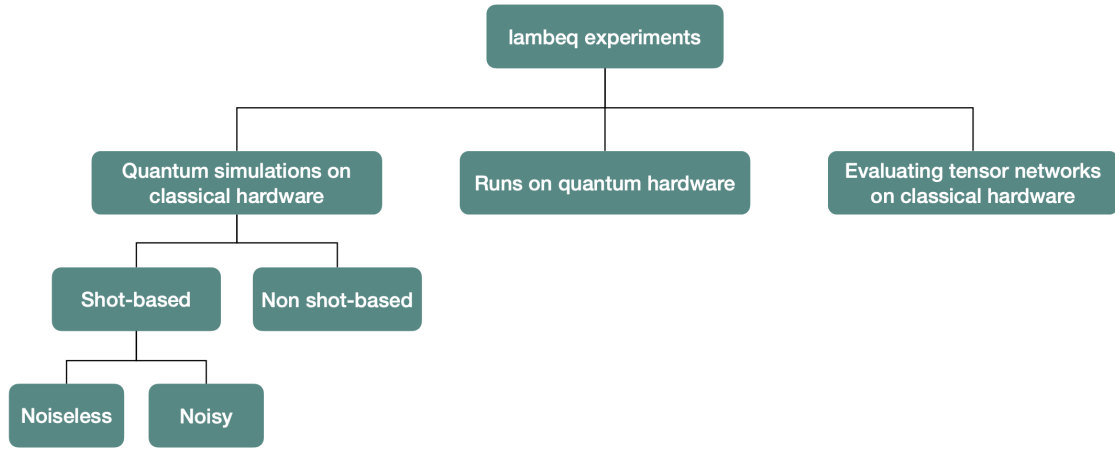 lambeq experiments
Quantum simulations on
classical hardware
Runs on quantum hardware
Evaluating tensor networks
on classical hardware
Shot-based
Non shot-based
Noiseless
Noisy